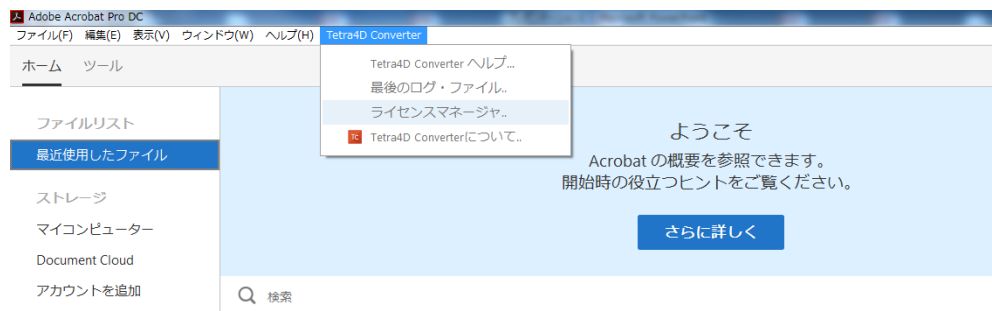 Adobe Acrobat Pro DC
ファイル(F) 編集(E) 表示(V) ウィンドウ(W) ヘルプ(H) Tetra4D Converter
ホーム ツール
Tetra4D Converter ヘルプ...
最後のログ・ファイル..
ライセンスマネージャ..
Tc Tetra4D Converterについて..
ファイルリスト
最近使用したファイル
ストレージ
マイコンピューター
Document Cloud
アカウントを追加
ようこそ
Acrobat の概要を参照できます。
開始時の役立つヒントをご覧ください。
さらに詳しく
検索